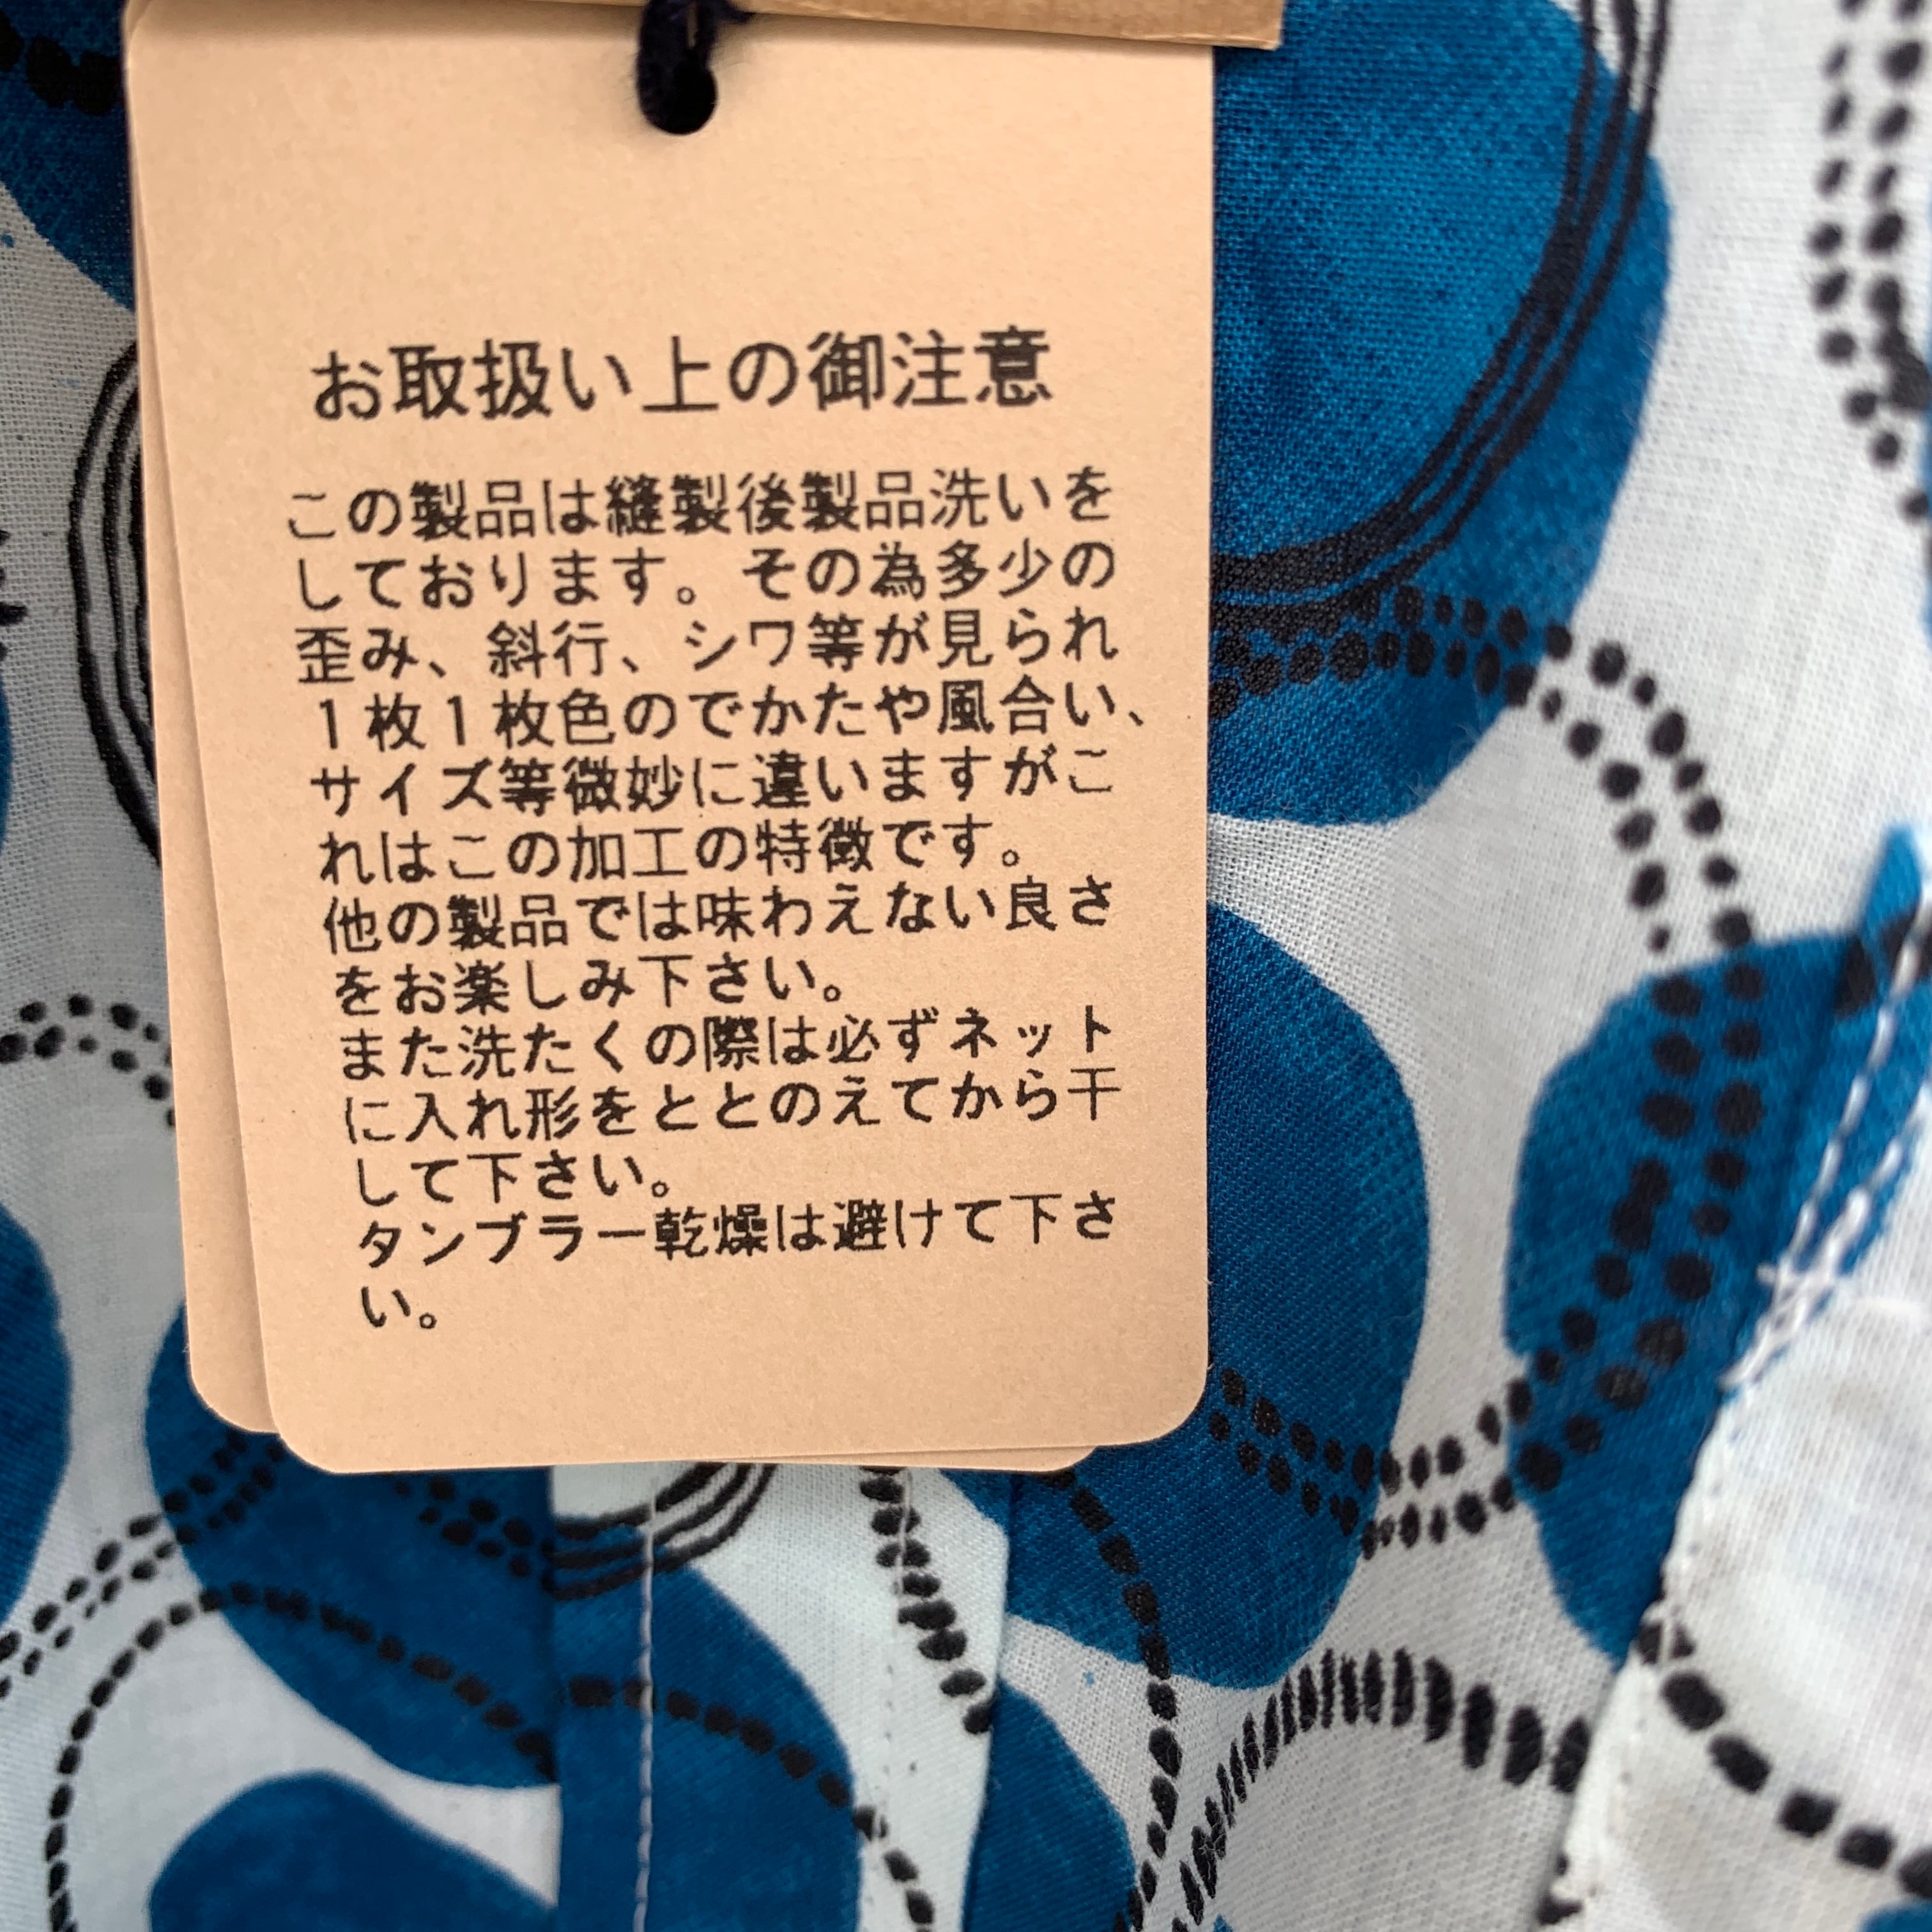 お取扱い上の御注意
この製品は縫製後製品洗いを
しております。その為多少の
歪み、斜行、シワ等が見られ
１枚１枚色のでかたや風合い、
サイズ等微妙に違いますがこ
れはこの加工の特徴です。
他の製品では味わえない良さ
をお楽しみ下さい。
また洗たくの際は必ずネット
に入れ形をととのえてから干
して下さい。
タンブラー乾燥は避けて下さ
い。